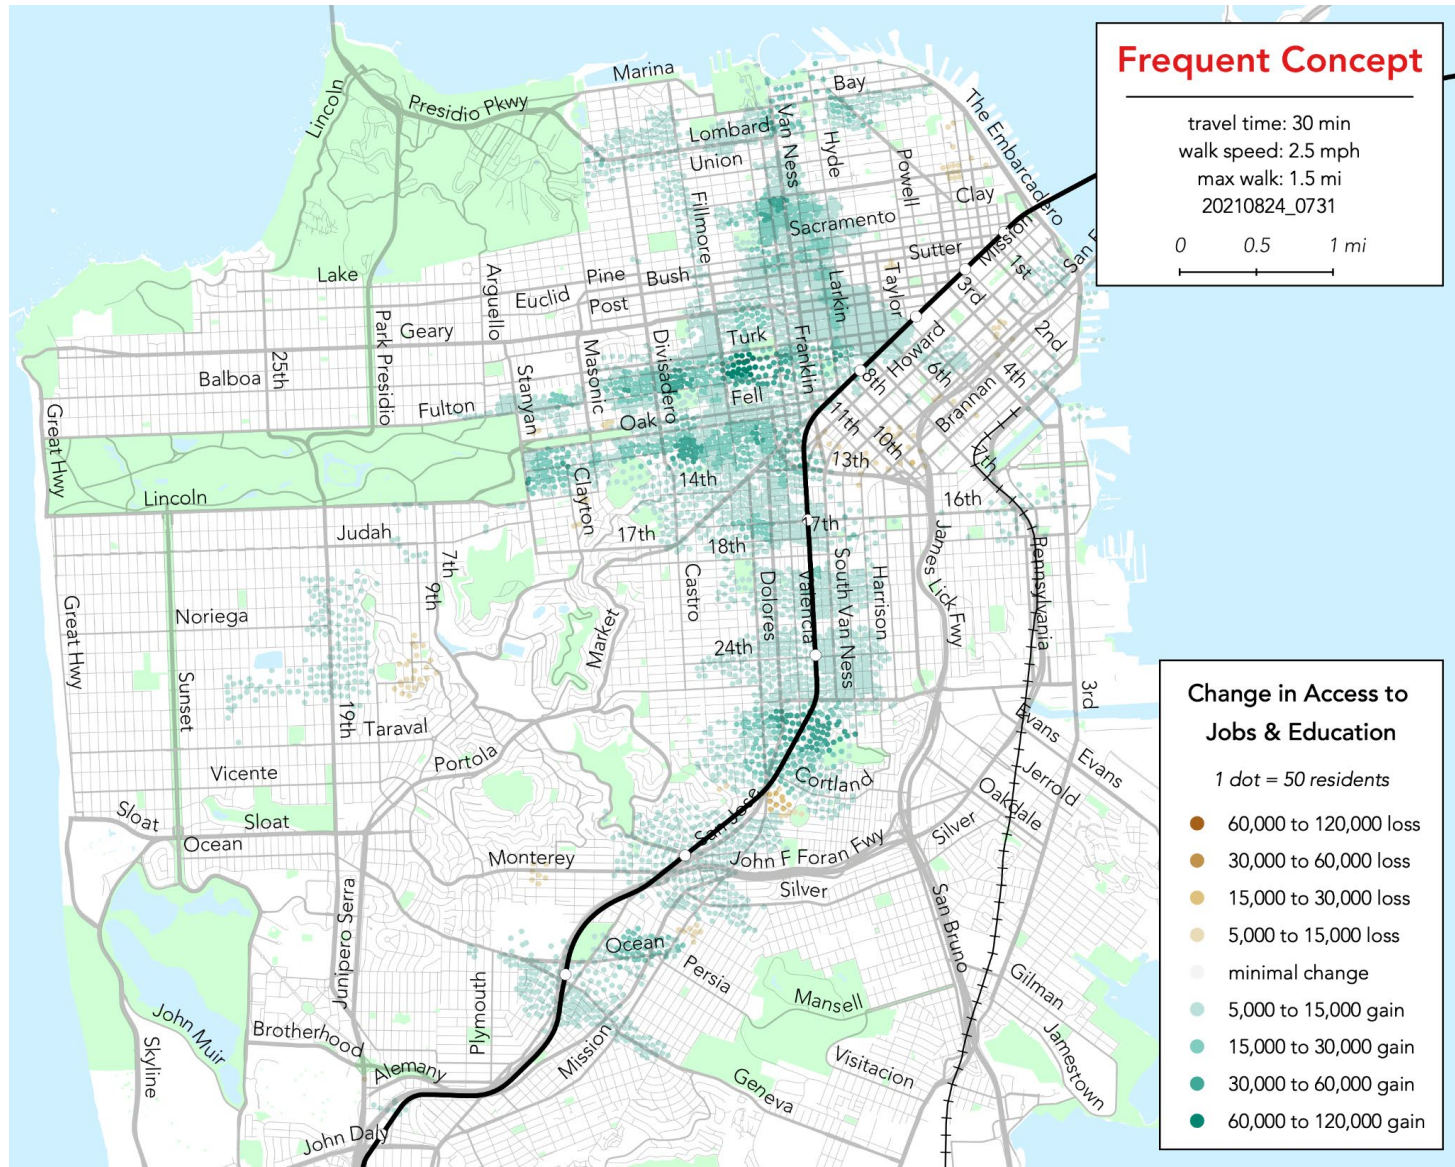 Frequent Concept
travel time: 30 min
walk speed: 2.5 mph
max walk: 1.5 mi
20210824_0731
0 0.5 1 mi
Marina
Bay
Lincoln
Presidio Pkwy
The Embarcadero
Lombard
Van Ness
Hyde
Union
Powell
Clay
Fillmore
Sacramento
Mission
Sutter
1st
Lake
Arguello
Pine
Bush
Larkin
Taylor
3rd
Euclid
Post
Geary
Park Presidio
25th
Turk
Franklin
Howard
2nd
Masonic
Divisadero
Balboa
Stanyan
8th
6th
4th
Fell
Brannan
Fulton
Oak
Great Hwy
11th
10th
13th
7th
14th
Clayton
Lincoln
16th
Judah
17th
17th
18th
7th
James Lick Fwy
Pennsylvania
9th
Castro
Dolores
Valencia
South Van Ness
Harrison
Great Hwy
Noriega
Market
24th
Sunset
19th
Taraval
3rd
Evans
Portola
Evans
Vicente
Cortland
Jerrold
Oakdale
San Jose
Sloat
Sloat
Silver
Ocean
Monterey
John F Foran Fwy
Silver
Junipero Serra
San Bruno
Ocean
Persia
Plymouth
Mansell
Gilman
John Muir
Brotherhood
Mission
Skyline
Alemany
Visitacion
Jamestown
Geneva
John Daly
Change in Access to
Jobs & Education
1 dot = 50 residents
60,000 to 120,000 loss
30,000 to 60,000 loss
15,000 to 30,000 loss
5,000 to 15,000 loss
minimal change
5,000 to 15,000 gain
15,000 to 30,000 gain
30,000 to 60,000 gain
60,000 to 120,000 gain